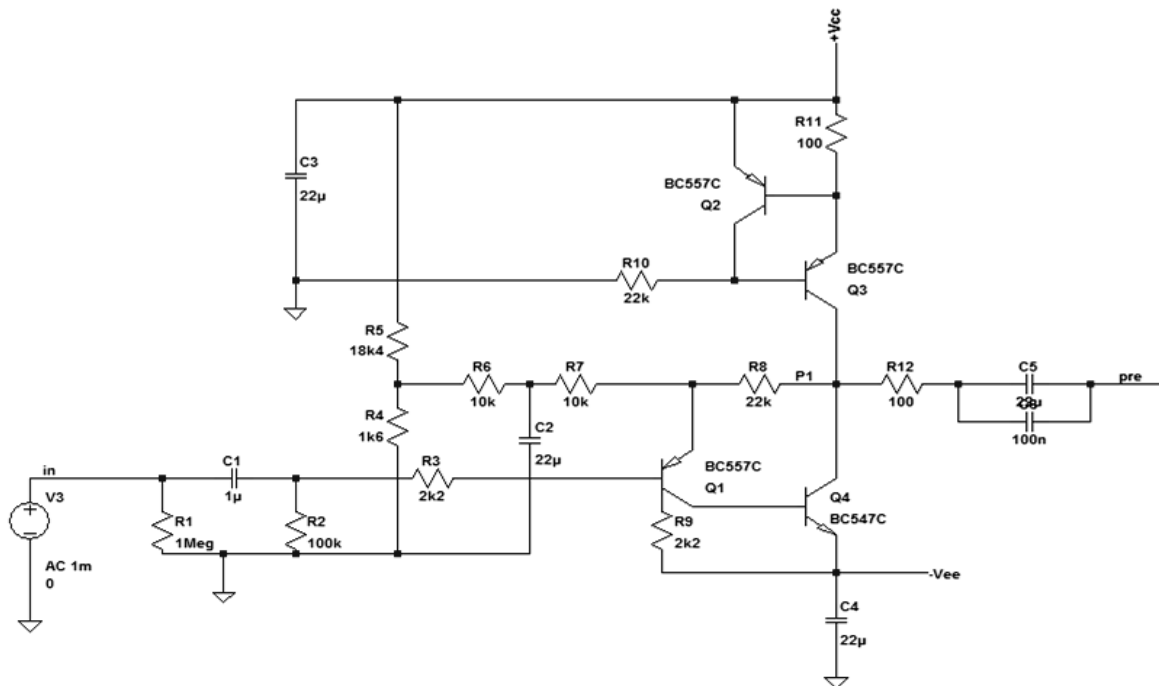 +Vcc
R11
100
C3
22µ
BC557C
Q2
R10
22k
BC557C
Q3
R5
18k4
R6
10k
R7
10k
R8
22k
P1
R12
100
C5
22µ
C6
100n
pre
R4
1k6
C2
22µ
in
C1
1µ
R3
2k2
BC557C
Q1
Q4
BC547C
V3
R1
1Meg
R2
100k
R9
2k2
AC 1m
0
-Vee
C4
22µ